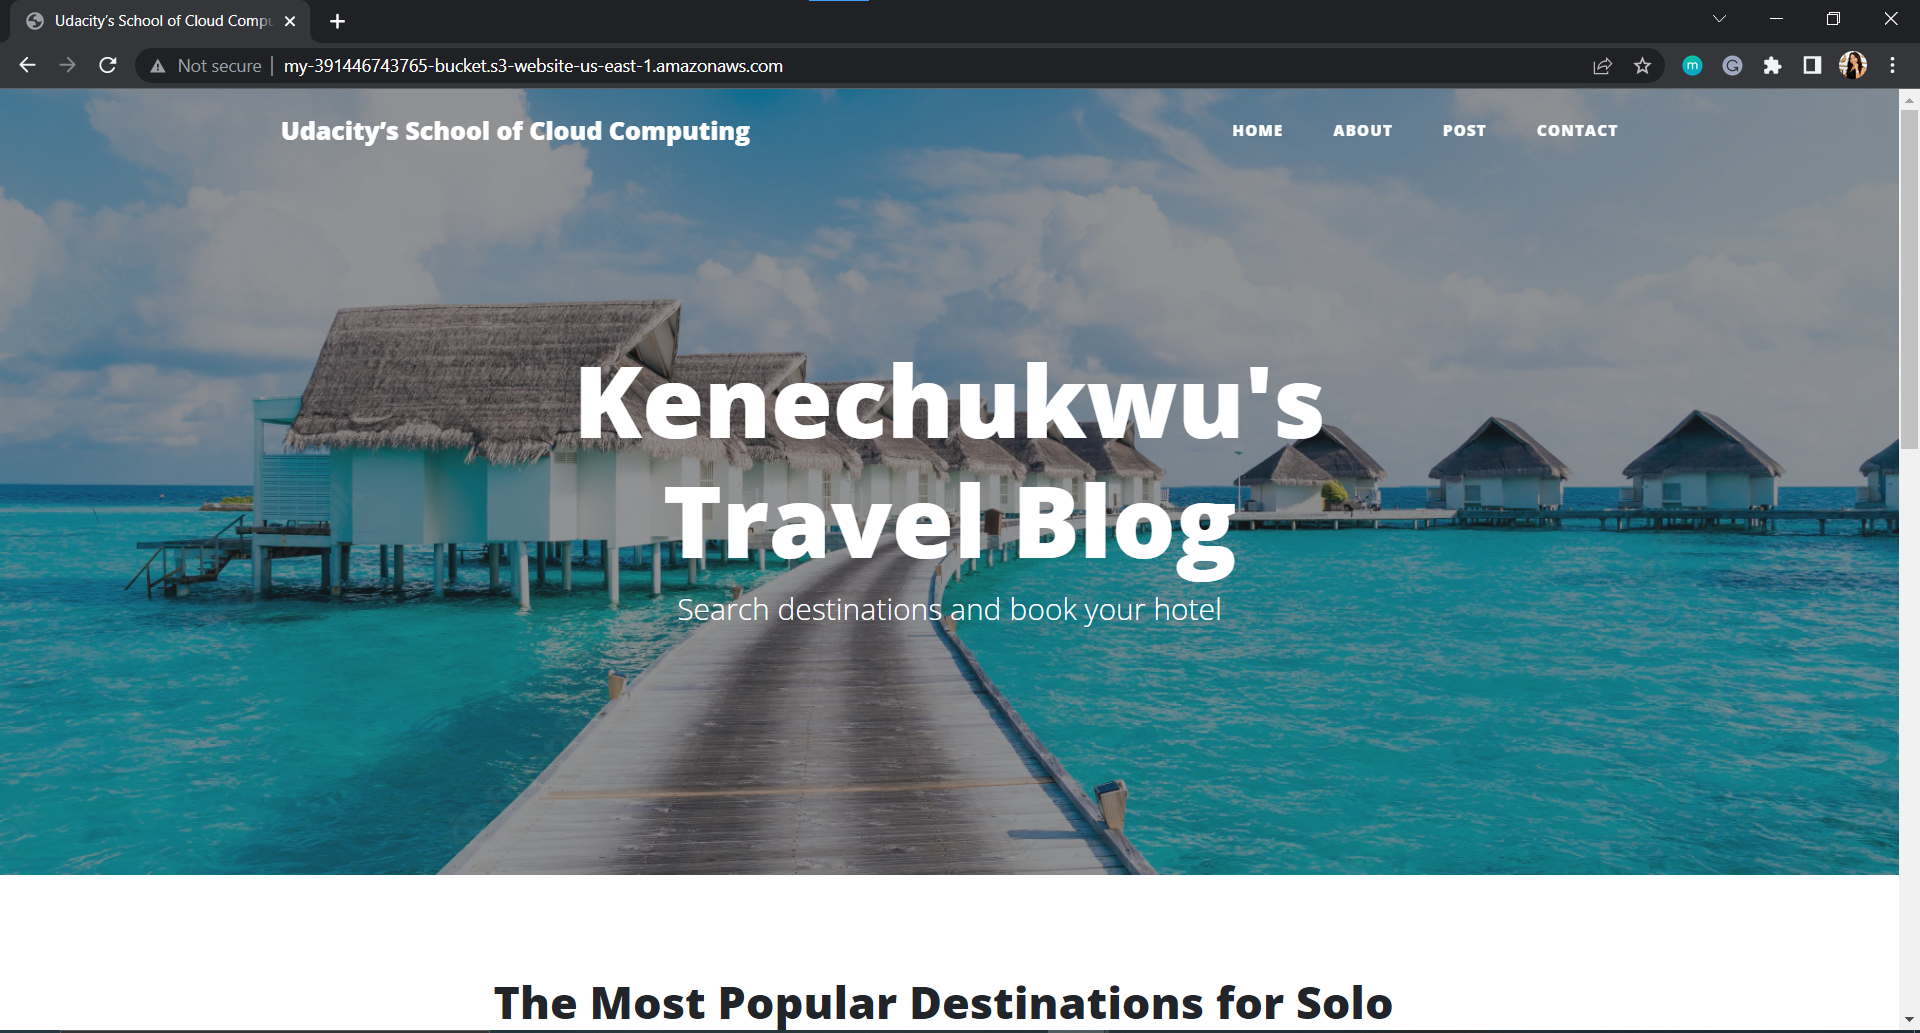 Udacity’s School of Cloud Compu
Not secure
my-391446743765-bucket.s3-website-us-east-1.amazonaws.com
m
G
Udacity’s School of Cloud Computing
HOME ABOUT POST CONTACT
Kenechukwu's
Travel Blog
Search destinations and book your hotel
The Most Popular Destinations for Solo